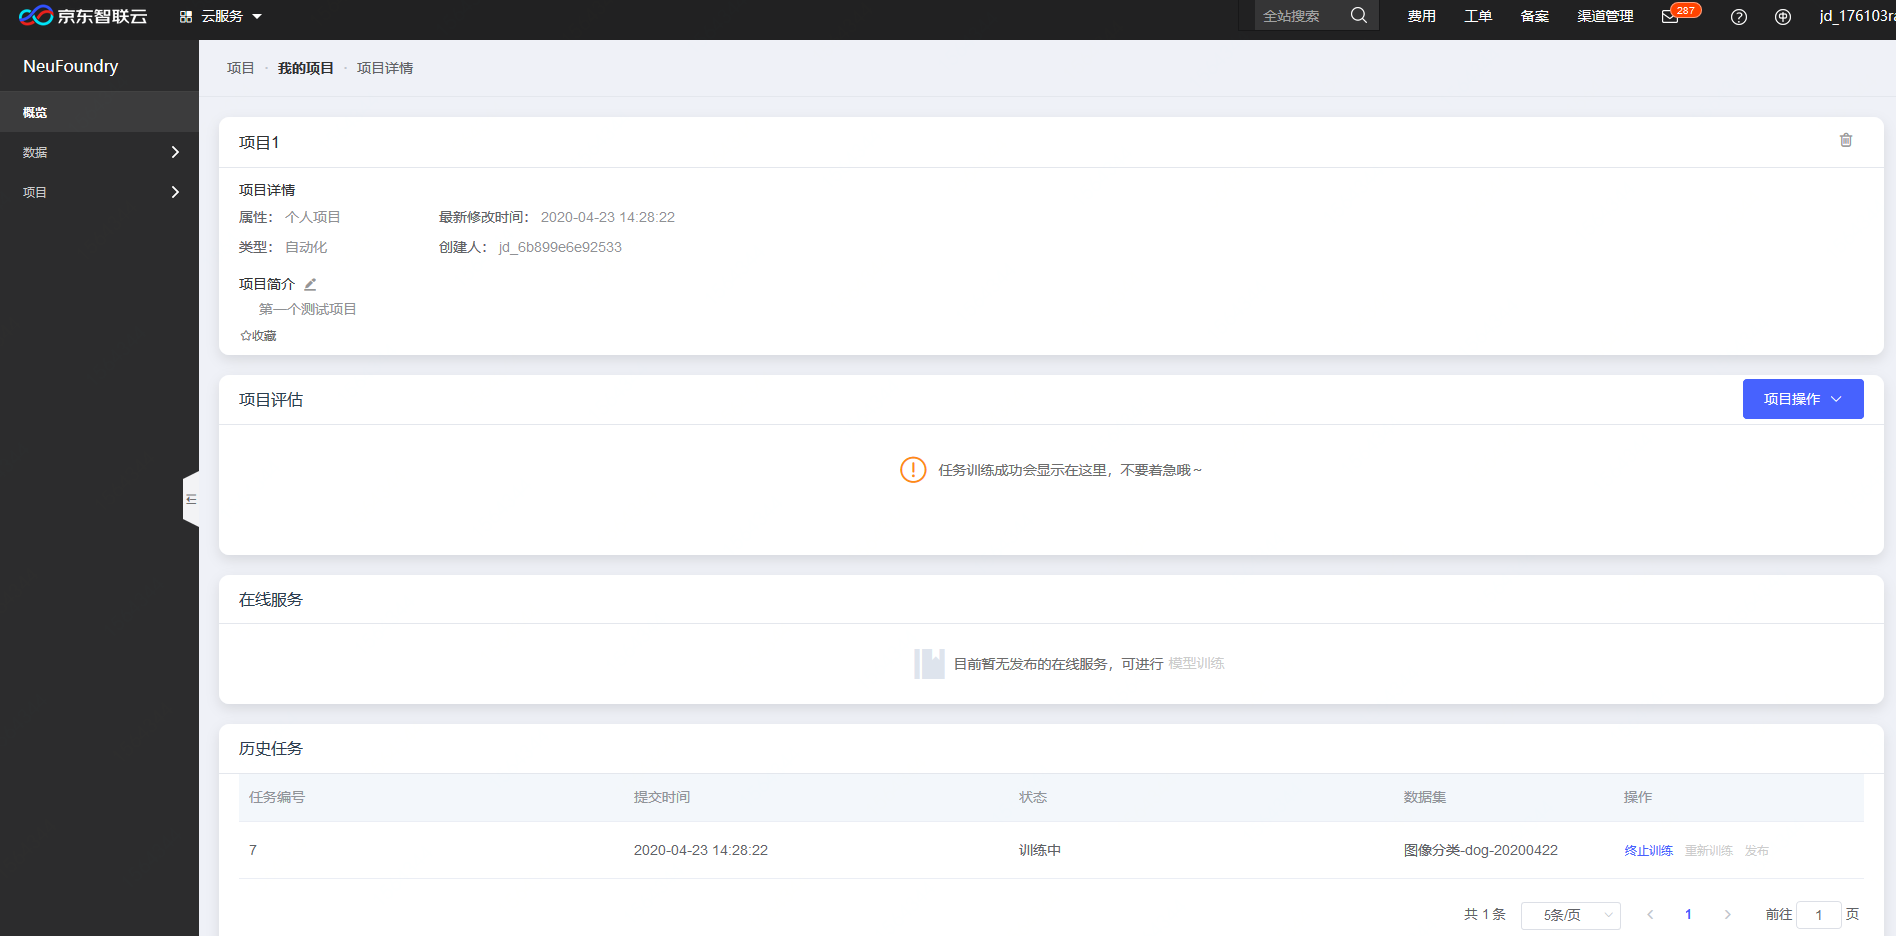 京东智联云 云服务 全站搜索 费用 工单 备案 渠道管理 287 jd_176103
NeuFoundry
概览
数据
项目
项目 · 我的项目 · 项目详情
项目1
项目详情
属性： 个人项目 最新修改时间： 2020-04-23 14:28:22
类型： 自动化 创建人： jd_6b899e6e92533
项目简介
第一个测试项目
☆收藏
项目评估 项目操作
任务训练成功会显示在这里，不要着急哦~
在线服务
目前暂无发布的在线服务，可进行 模型训练
历史任务
任务编号 提交时间 状态 数据集 操作
7 2020-04-23 14:28:22 训练中 图像分类-dog-20200422 终止训练 重新训练 发布
共 1 条 5条/页 < 1 > 前往 1 页